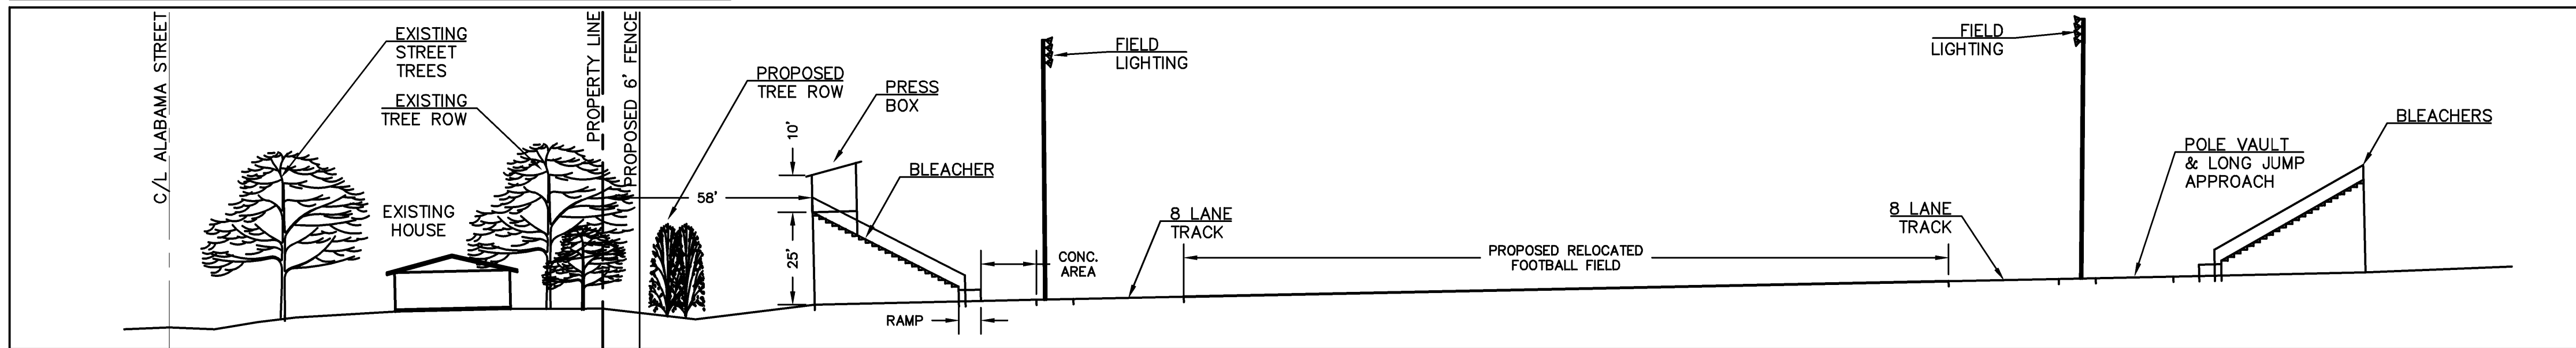 C/L ALABAMA STREET
EXISTING
STREET
TREES
EXISTING
TREE ROW
EXISTING
HOUSE
PROPERTY LINE
PROPOSED 6' FENCE
PROPOSED
TREE ROW
58'
PRESS
BOX
10'
25'
BLEACHER
RAMP
CONC.
AREA
FIELD
LIGHTING
8 LANE
TRACK
PROPOSED RELOCATED
FOOTBALL FIELD
8 LANE
TRACK
FIELD
LIGHTING
POLE VAULT
& LONG JUMP
APPROACH
BLEACHERS